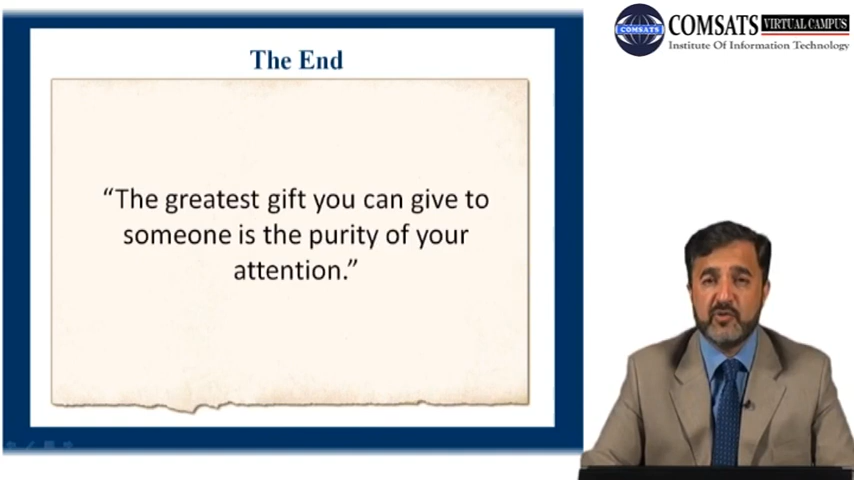 The End
“The greatest gift you can give to
someone is the purity of your
attention.”
COMSATS VIRTUAL CAMPUS
COMSATS
Institute Of Information Technology